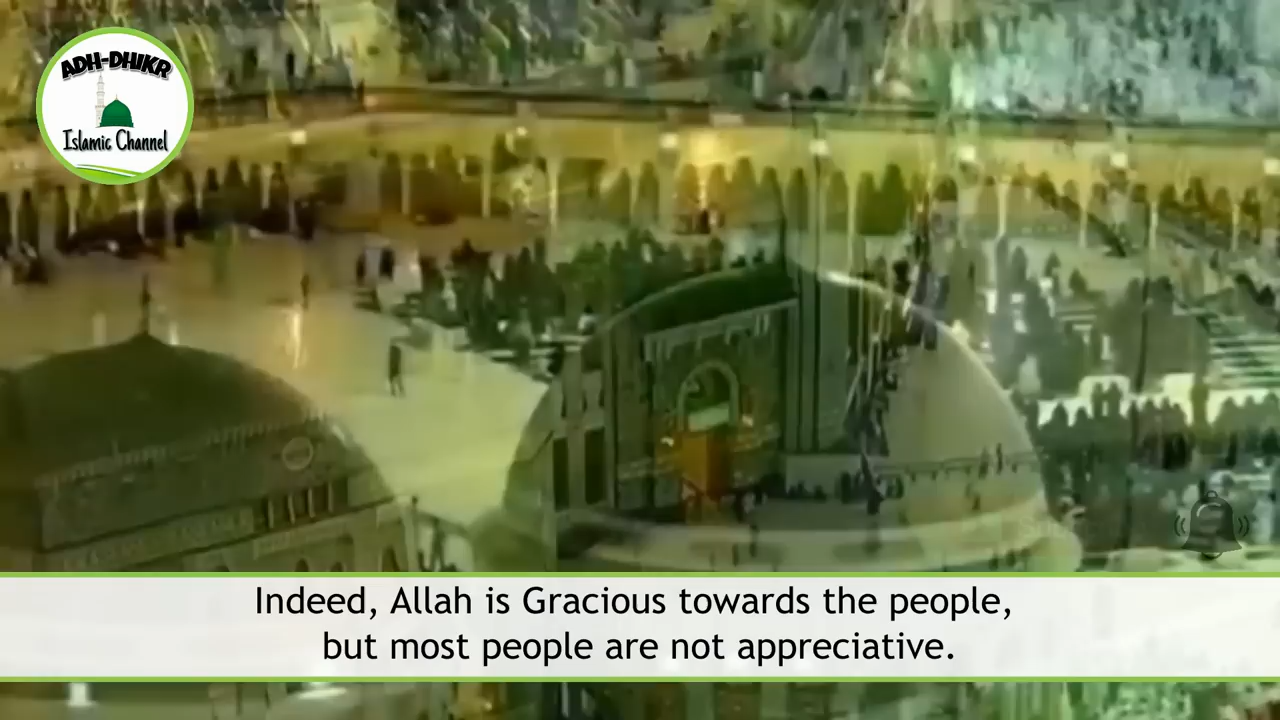 ADH-DHIKR
Islamic Channel
Indeed, Allah is Gracious towards the people,
but most people are not appreciative.